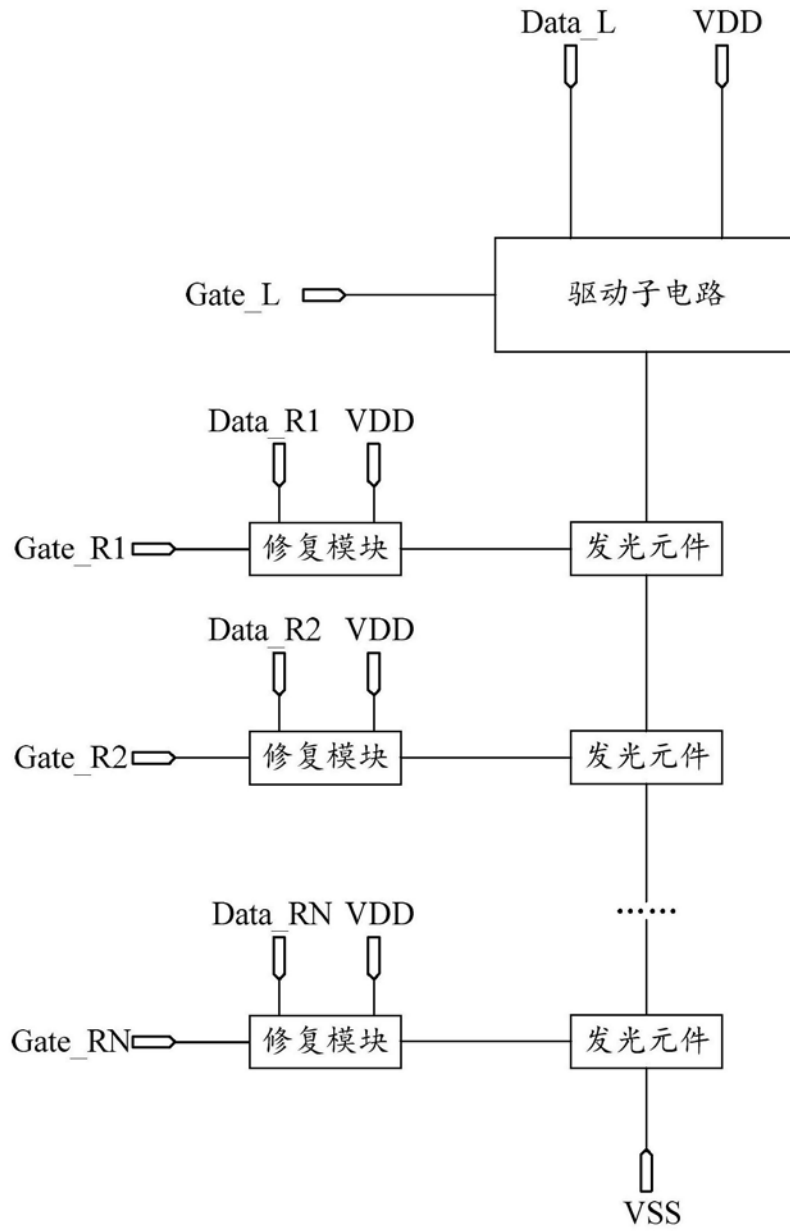 Data_L VDD
Gate_L 驱动子电路
Data_R1 VDD
Gate_R1 修复模块 发光元件
Data_R2 VDD
Gate_R2 修复模块 发光元件
......
Data_RN VDD
Gate_RN 修复模块 发光元件
VSS